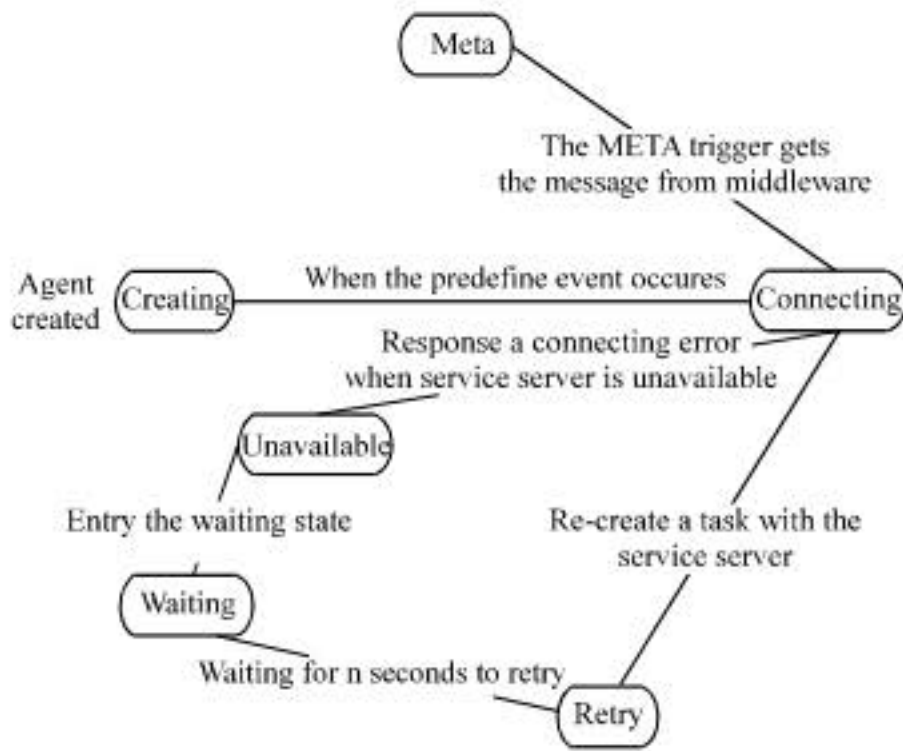 Meta
The META trigger gets
the message from middleware
Agent
created
Creating
When the predefine event occures
Connecting
Response a connecting error
when service server is unavailable
Unavailable
Entry the waiting state
Re-create a task with the
service server
Waiting
Waiting for n seconds to retry
Retry